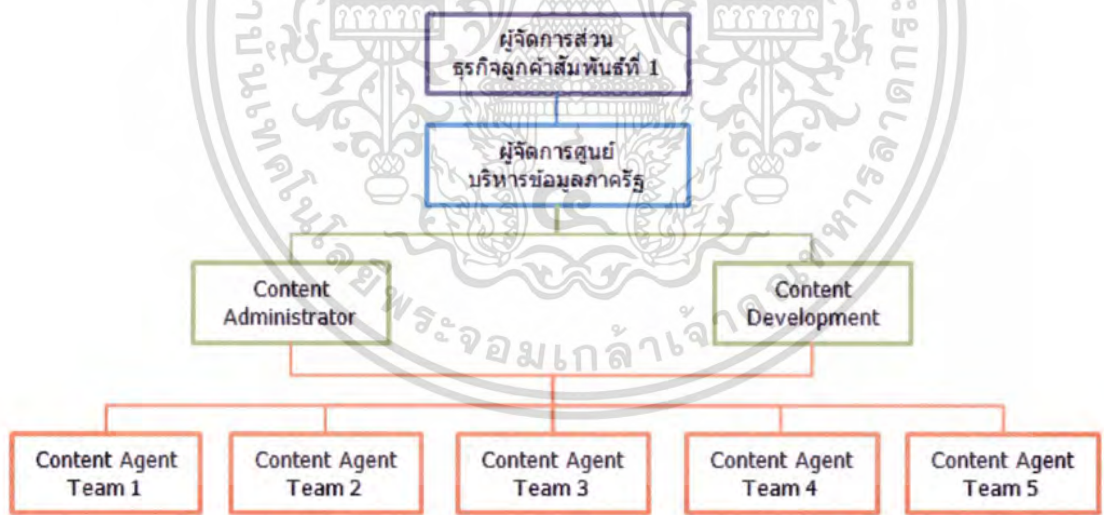 ผู้จัดการส่วน
ธุรกิจลูกค้าสัมพันธ์ที่ 1
ผู้จัดการศูนย์
บริหารข้อมูลภาครัฐ
Content
Administrator
Content
Development
Content Agent
Team 1
Content Agent
Team 2
Content Agent
Team 3
Content Agent
Team 4
Content Agent
Team 5